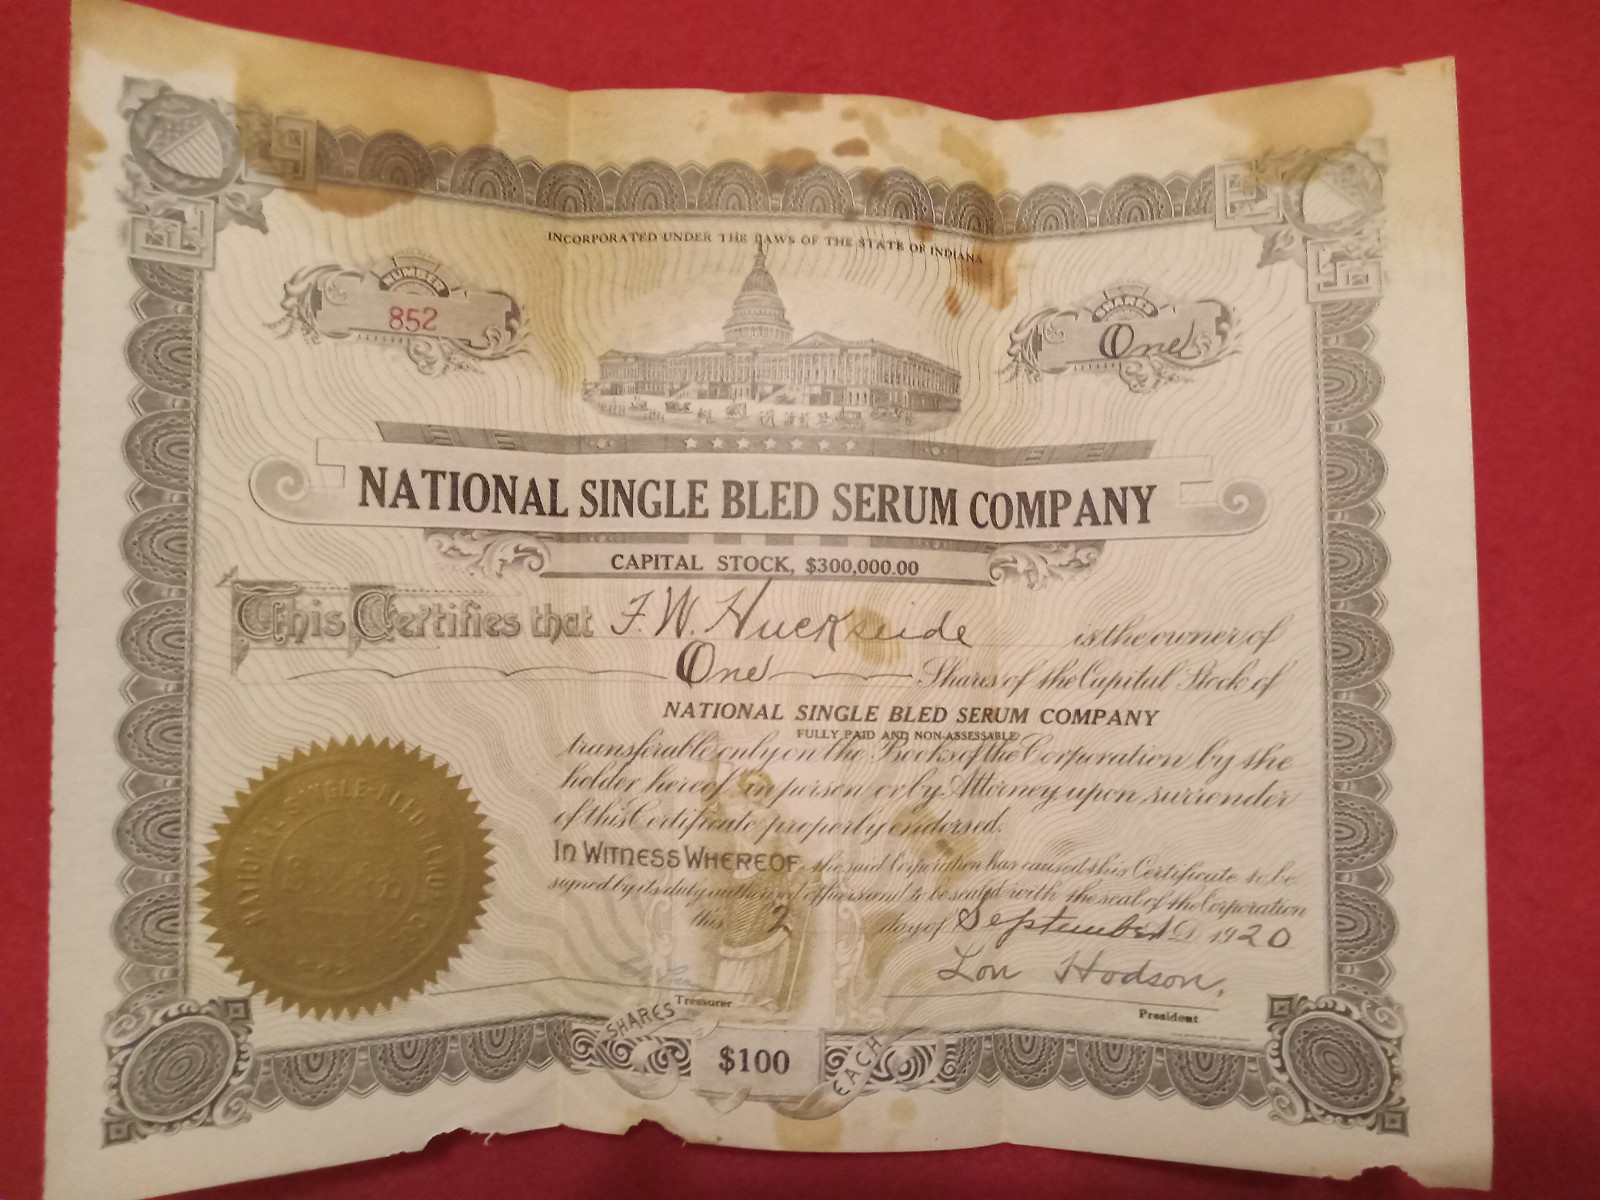 INCORPORATED UNDER THE LAWS OF THE STATE OF INDIANA
NUMBER
852
SHARES
One
NATIONAL SINGLE BLED SERUM COMPANY
CAPITAL STOCK, $300,000.00
This Certifies that F. W. Huckseide is the owner of
One Shares of the Capital Stock of
NATIONAL SINGLE BLED SERUM COMPANY
FULLY PAID AND NON-ASSESSABLE
transferable only on the Books of the Corporation by the
holder hereof in person or by Attorney upon surrender
of this Certificate properly endorsed.
IN WITNESS WHEREOF, the said Corporation has caused this Certificate to be
signed by its duly authorized officers and to be sealed with the seal of the Corporation
this 2 day of September A.D. 1920
Lon Hodson,
Treasurer
President
SHARES $100 EACH
NATIONAL SINGLE-BLED SERUM